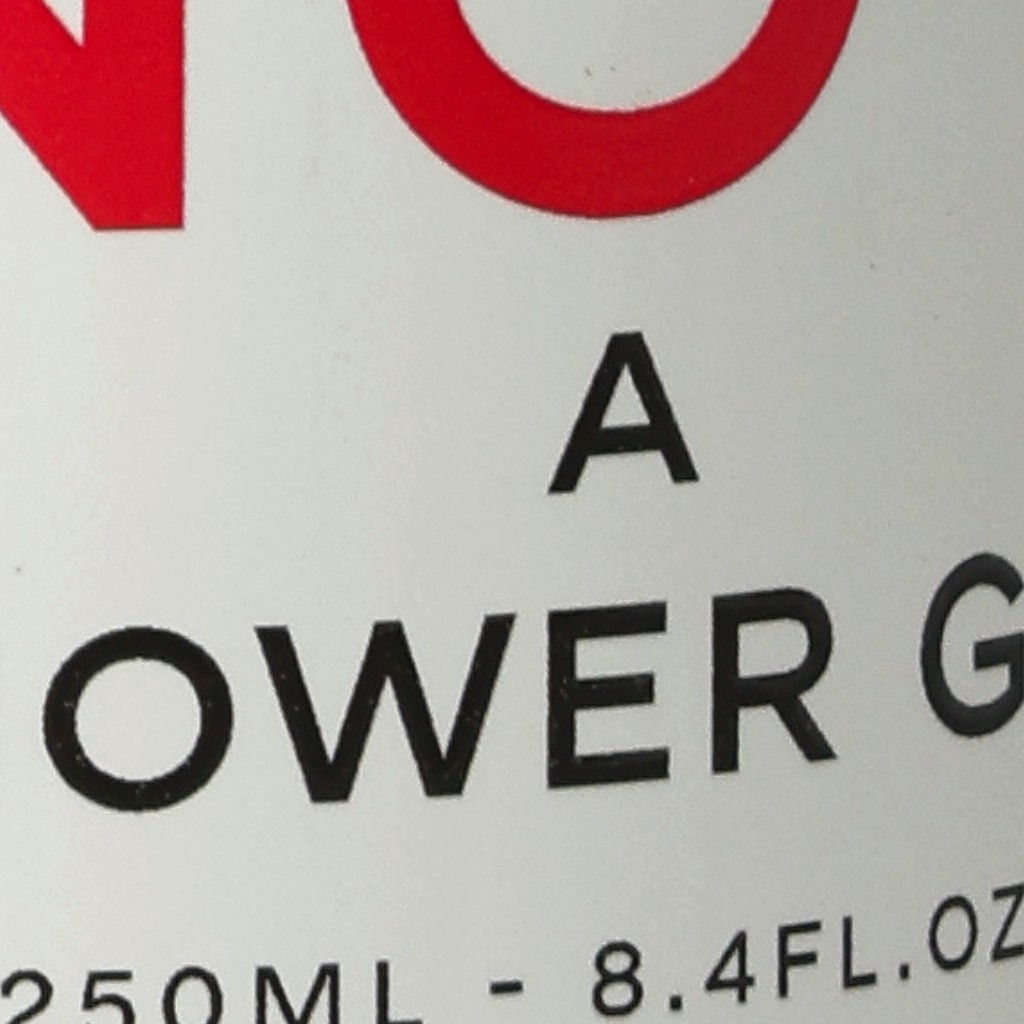 NO
A
OWER G
250ML - 8.4FL.OZ